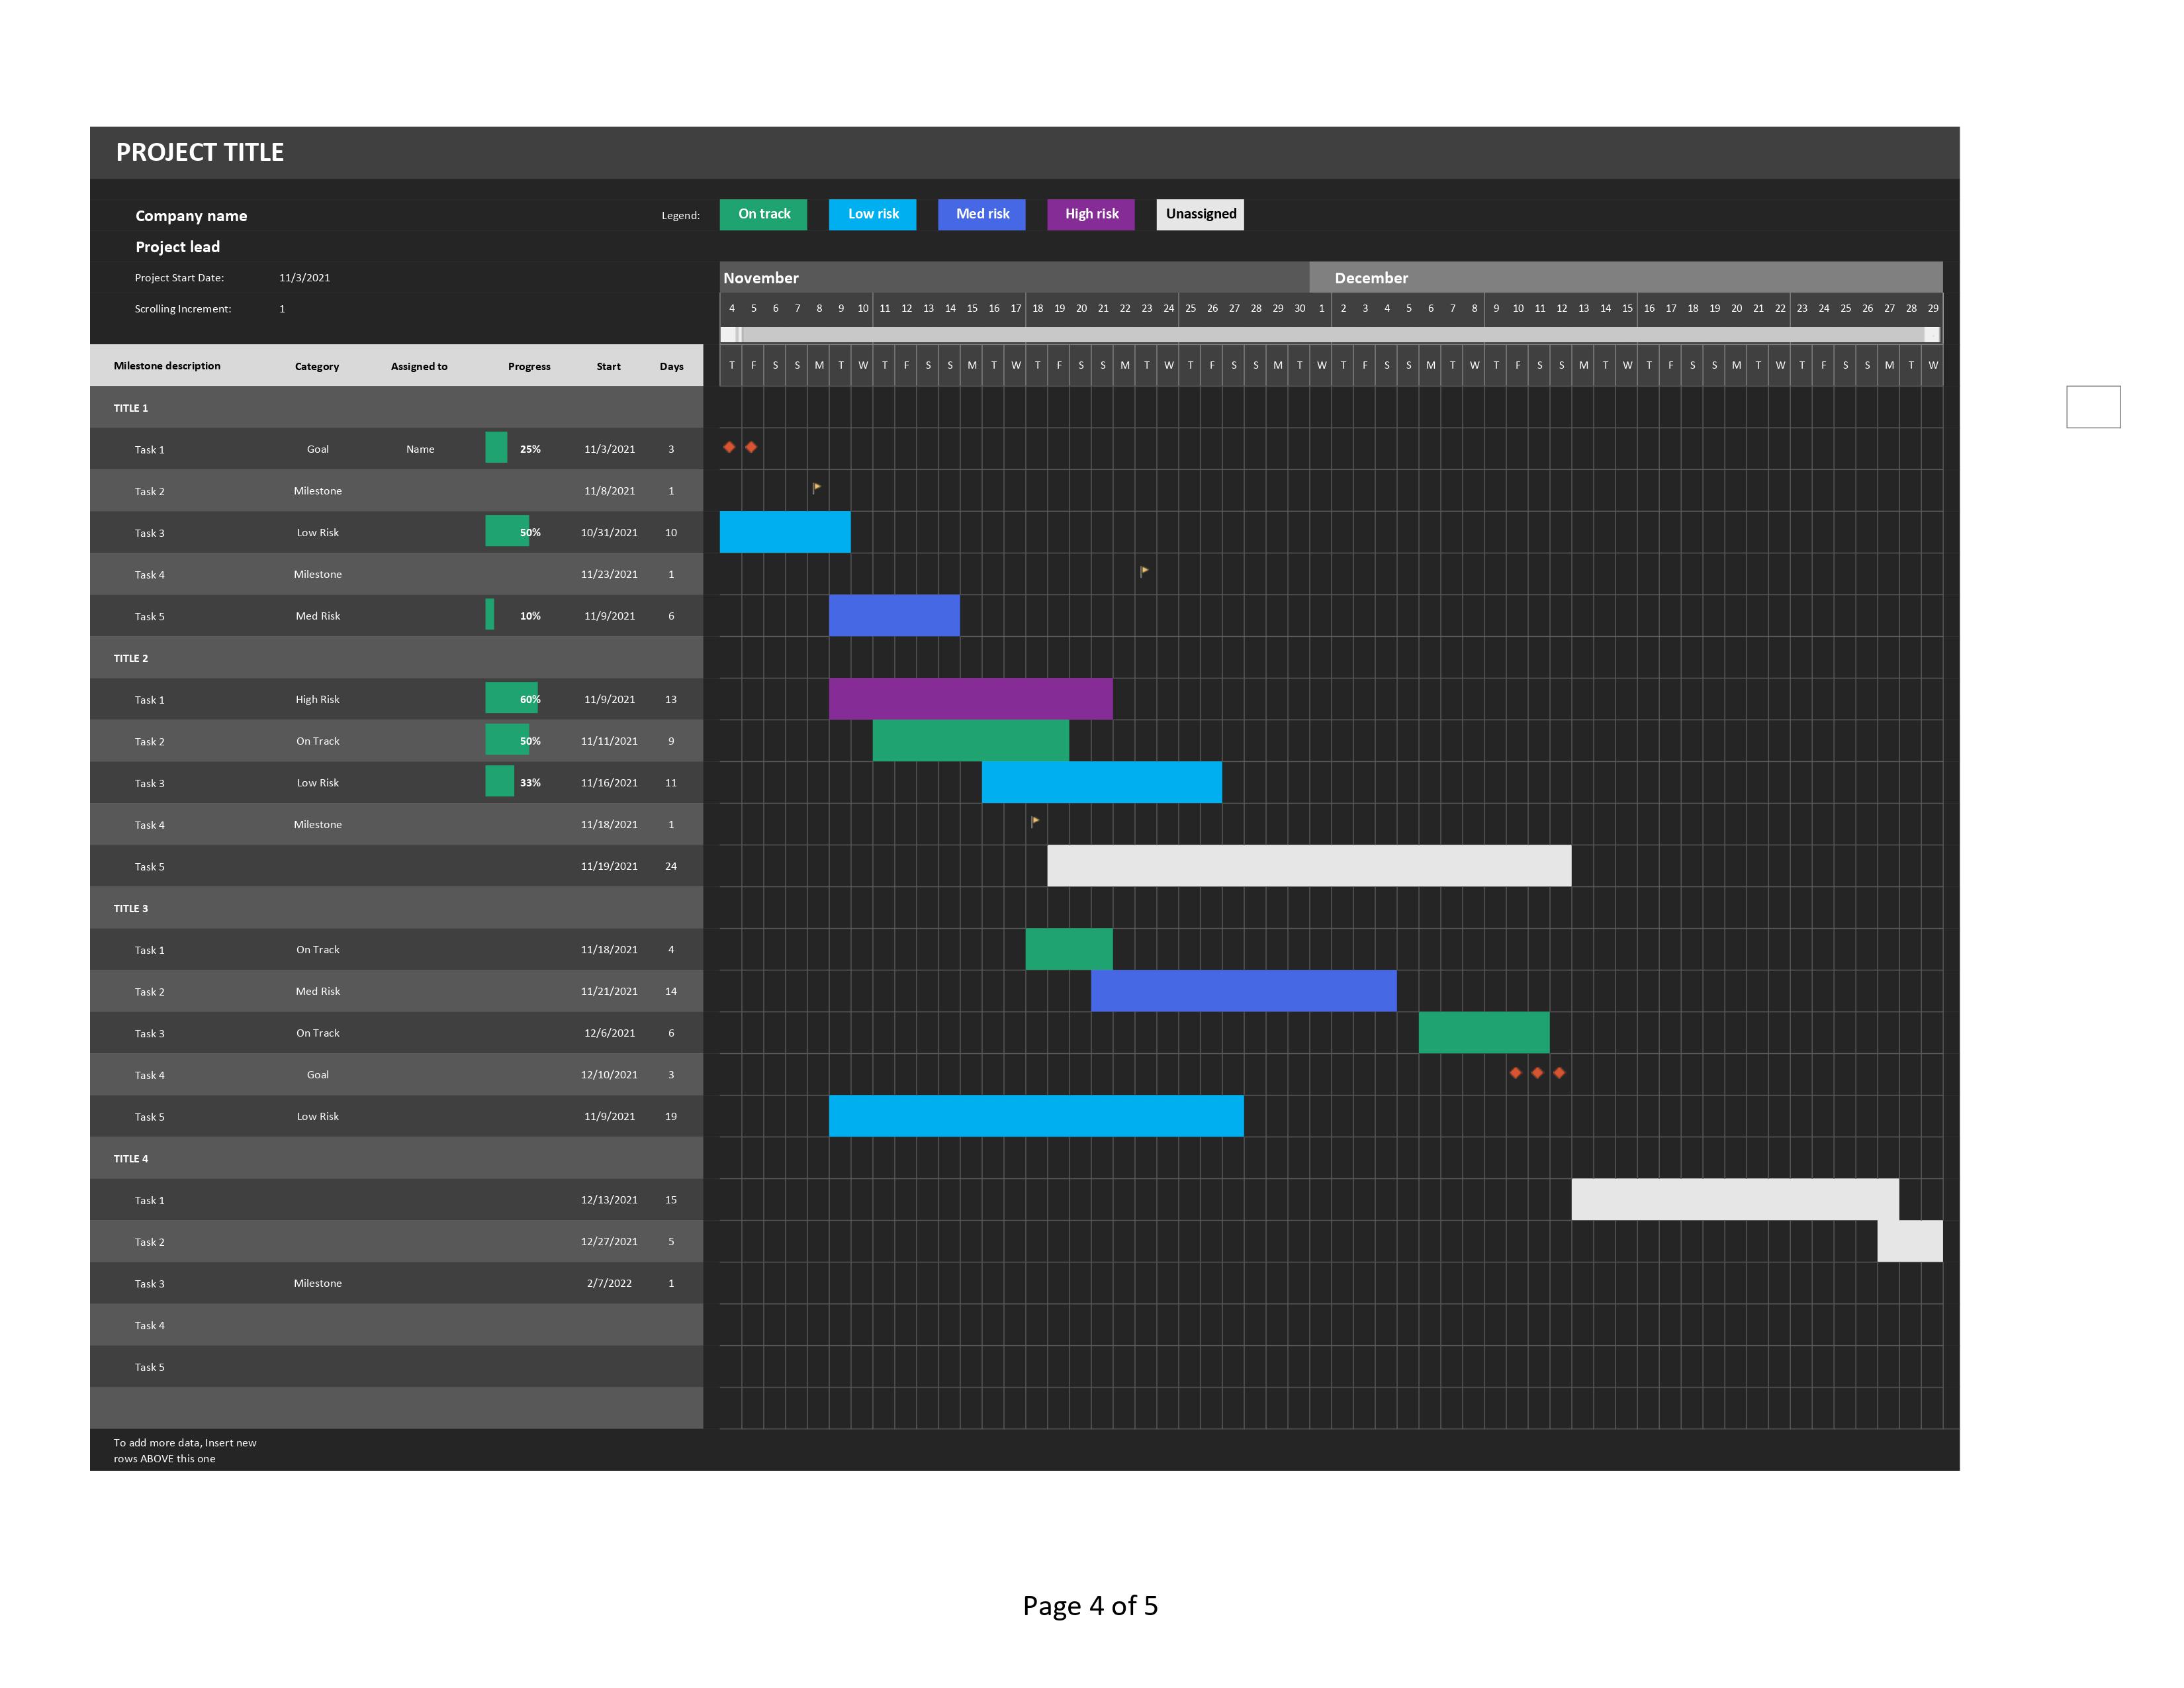 PROJECT TITLE
Company name
Legend: On track Low risk Med risk High risk Unassigned
Project lead
Project Start Date: 11/3/2021 November December
Scrolling Increment: 1 4 5 6 7 8 9 10 11 12 13 14 15 16 17 18 19 20 21 22 23 24 25 26 27 28 29 30 1 2 3 4 5 6 7 8 9 10 11 12 13 14 15 16 17 18 19 20 21 22 23 24 25 26 27 28 29
Milestone description Category Assigned to Progress Start Days T F S S M T W T F S S M T W T F S S M T W T F S S M T W T F S S M T W T F S S M T W T F S S M T W T F S S M T W
TITLE 1
Task 1 Goal Name 25% 11/3/2021 3
Task 2 Milestone 11/8/2021 1
Task 3 Low Risk 50% 10/31/2021 10
Task 4 Milestone 11/23/2021 1
Task 5 Med Risk 10% 11/9/2021 6
TITLE 2
Task 1 High Risk 60% 11/9/2021 13
Task 2 On Track 50% 11/11/2021 9
Task 3 Low Risk 33% 11/16/2021 11
Task 4 Milestone 11/18/2021 1
Task 5 11/19/2021 24
TITLE 3
Task 1 On Track 11/18/2021 4
Task 2 Med Risk 11/21/2021 14
Task 3 On Track 12/6/2021 6
Task 4 Goal 12/10/2021 3
Task 5 Low Risk 11/9/2021 19
TITLE 4
Task 1 12/13/2021 15
Task 2 12/27/2021 5
Task 3 Milestone 2/7/2022 1
Task 4
Task 5
To add more data, Insert new
rows ABOVE this one
Page 4 of 5